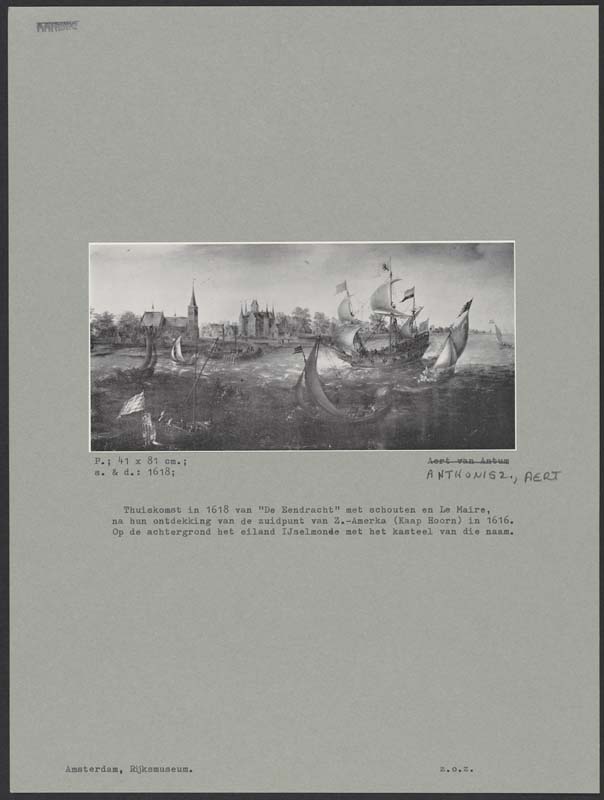 P.; 41 x 81 cm.;
s. & d.: 1618;
Aert van Antum
ANTHONISZ., AERT
Thuiskomst in 1618 van "De Eendracht" met schouten en Le Maire,
na hun ontdekking van de zuidpunt van Z.-Amerka (Kaap Hoorn) in 1616.
Op de achtergrond het eiland IJselmonde met het kasteel van die naam.
Amsterdam, Rijksmuseum.
z.o.z.